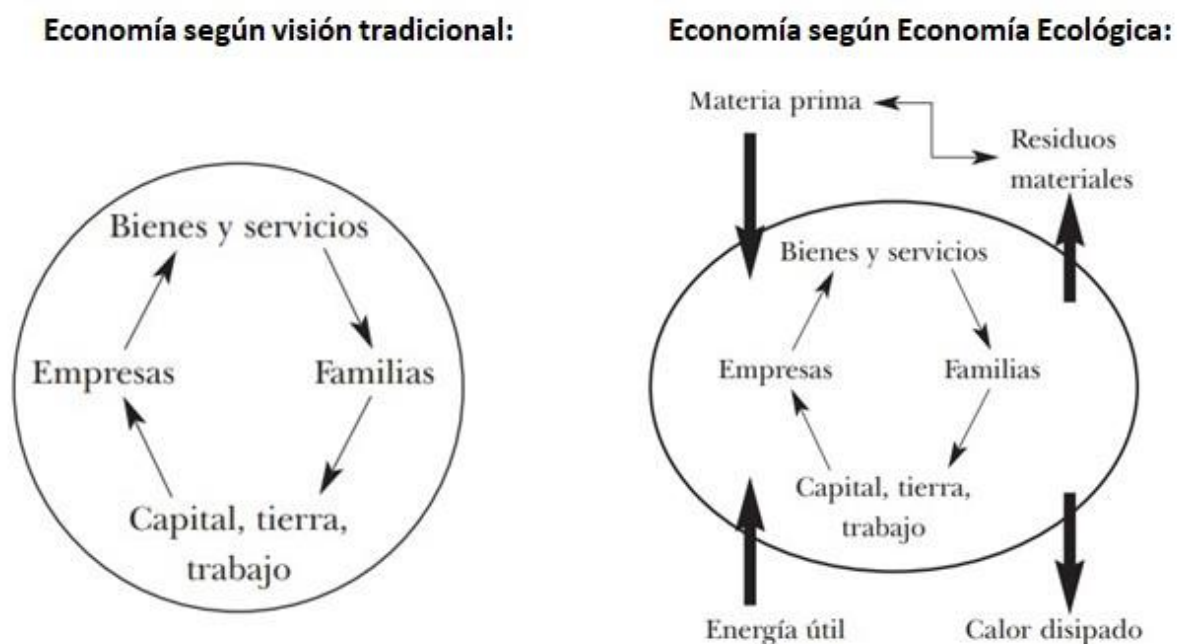 Economía según visión tradicional:
Bienes y servicios
Empresas
Familias
Capital, tierra,
trabajo
Economía según Economía Ecológica:
Materia prima
Residuos
materiales
Bienes y servicios
Empresas
Familias
Capital, tierra,
trabajo
Energía útil
Calor disipado